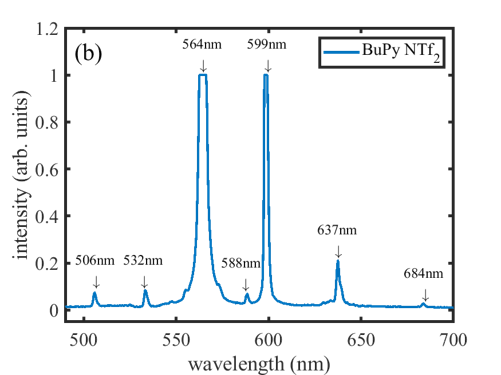 (b)
BuPy NTf2
564nm
599nm
506nm
532nm
588nm
637nm
684nm
1.2
1
0.8
0.6
0.4
0.2
0
intensity (arb. units)
500
550
600
650
700
wavelength (nm)